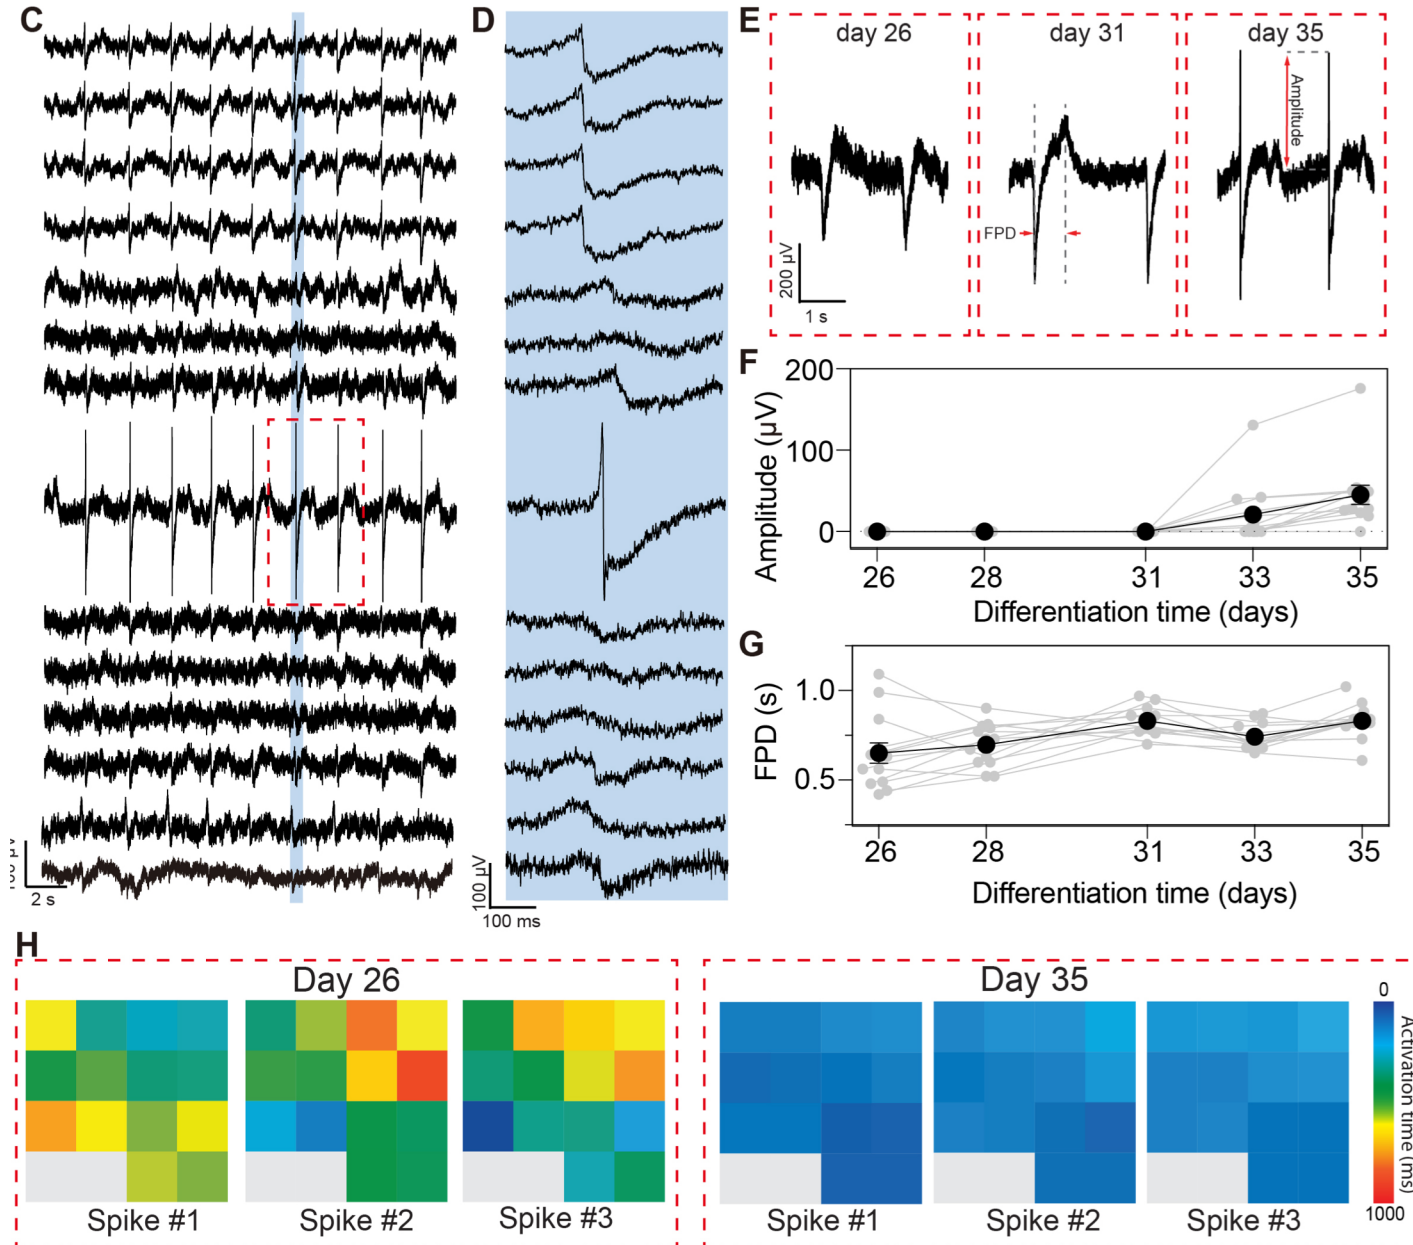 C
D
E
day 26
day 31
day 35
Amplitude
FPD
200 µV
1 s
F
200
100
0
Amplitude (µV)
26 28 31 33 35
Differentiation time (days)
G
1.0
0.5
FPD (s)
26 28 31 33 35
Differentiation time (days)
2 s
100 µV
100 ms
H
Day 26
Spike #1 Spike #2 Spike #3
Day 35
Spike #1 Spike #2 Spike #3
0
Activation time (ms)
1000